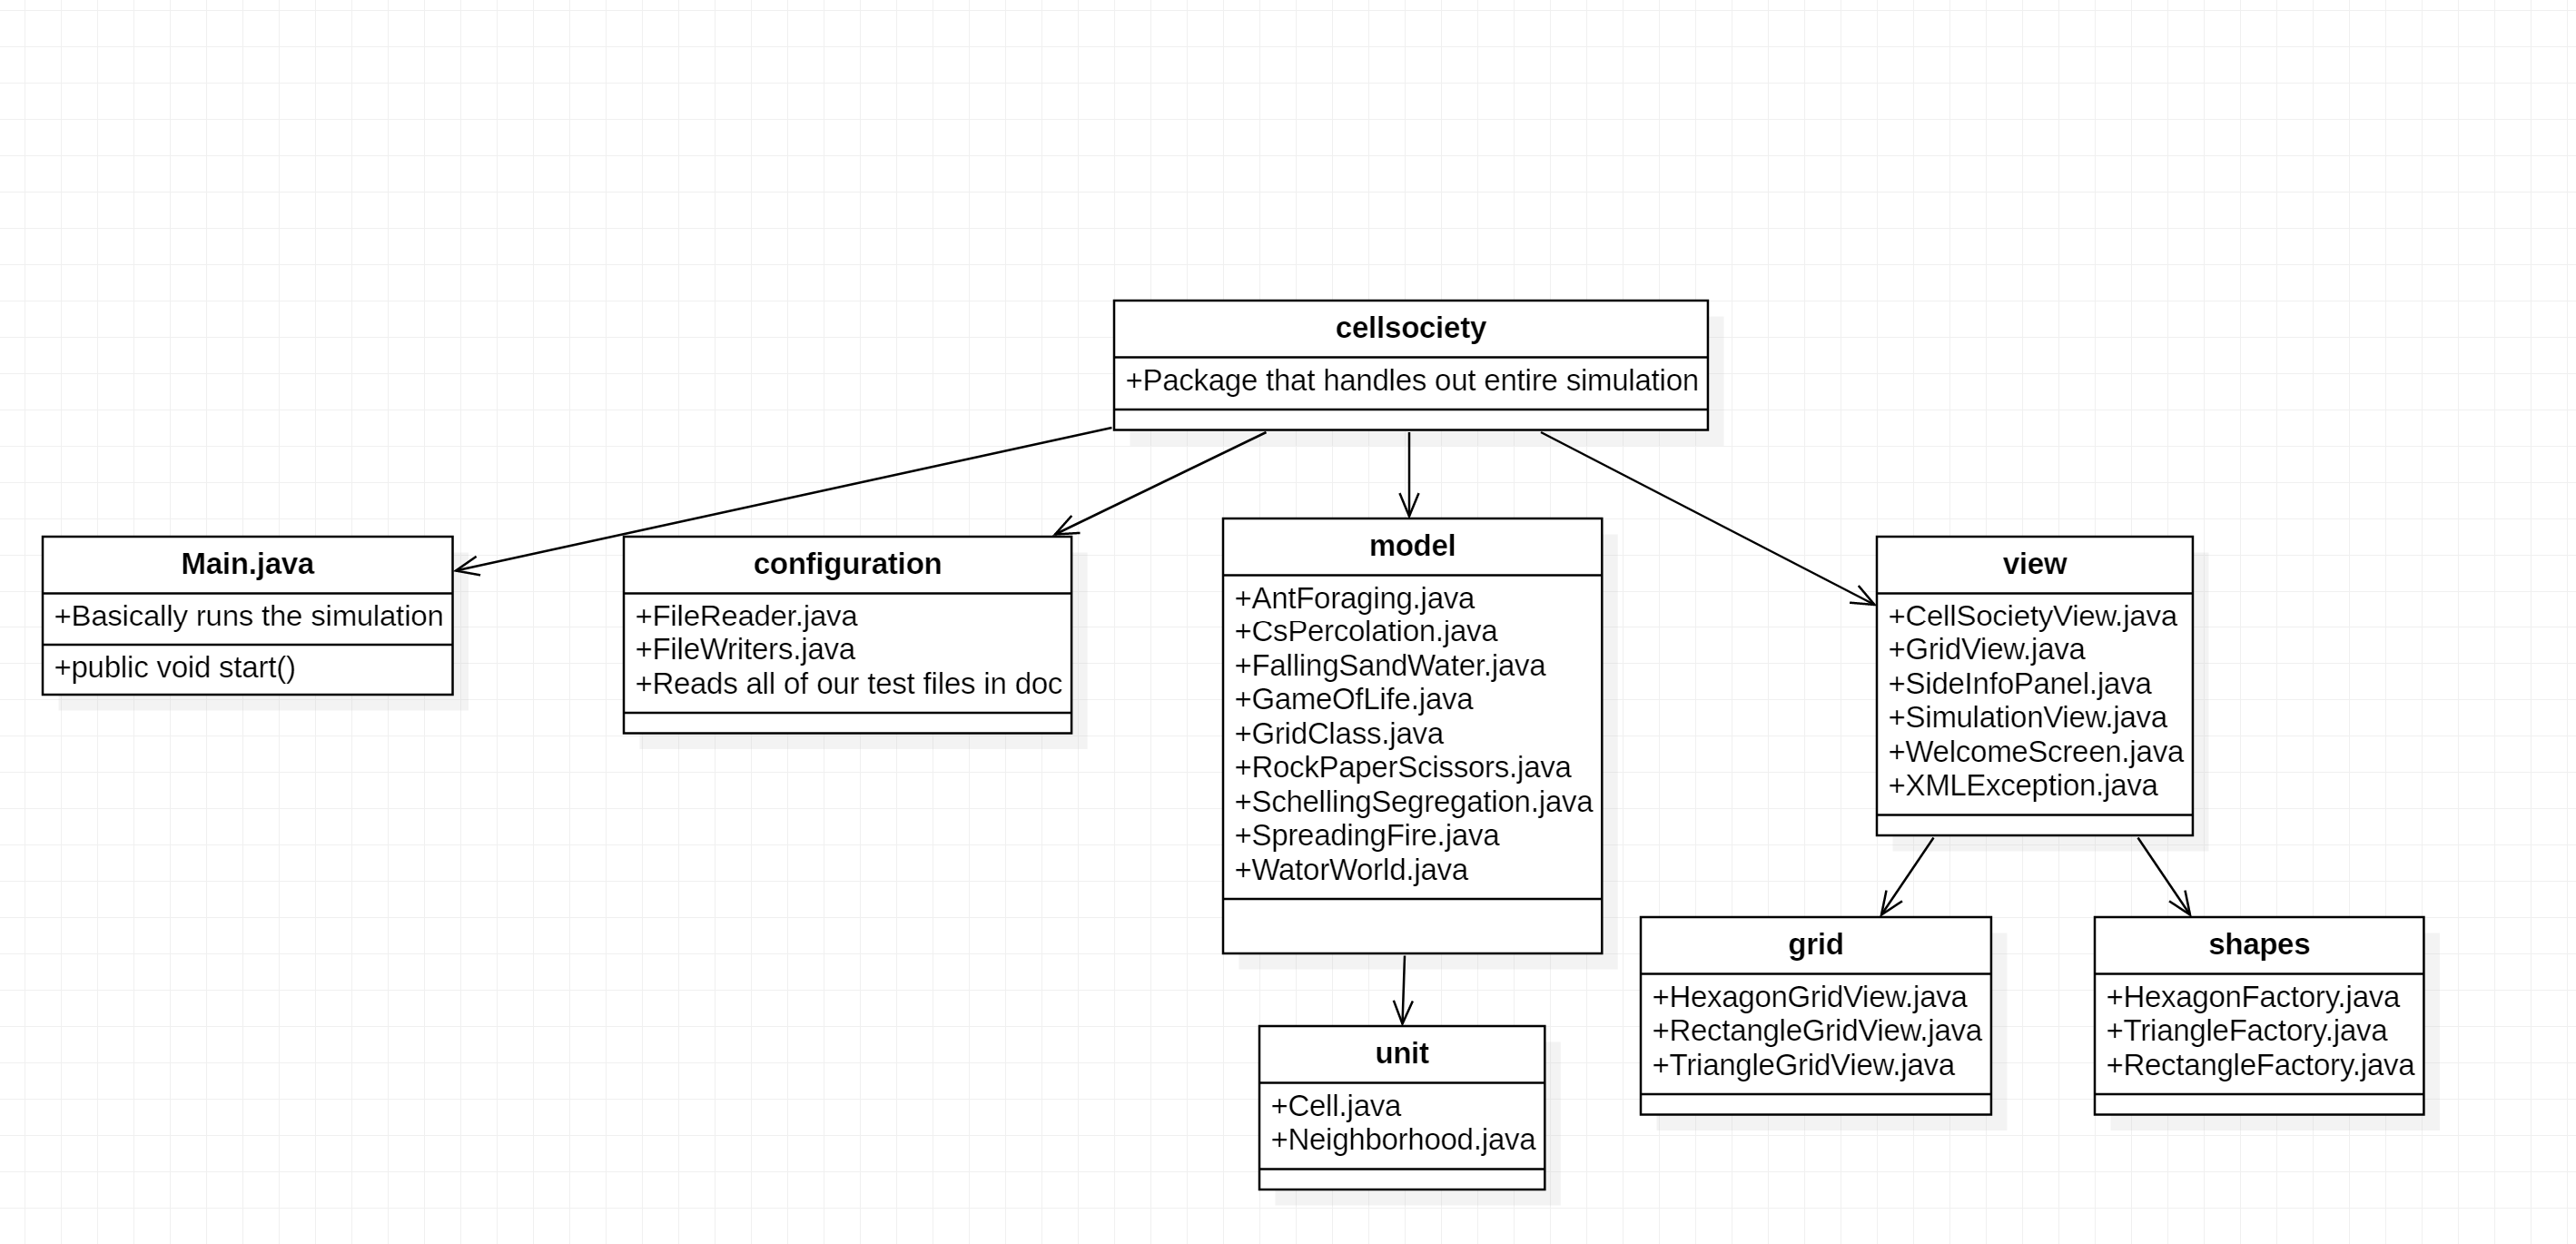 cellsociety
+Package that handles out entire simulation
Main.java
+Basically runs the simulation
+public void start()
configuration
+FileReader.java
+FileWriters.java
+Reads all of our test files in doc
model
+AntForaging.java
+CsPercolation.java
+FallingSandWater.java
+GameOfLife.java
+GridClass.java
+RockPaperScissors.java
+SchellingSegregation.java
+SpreadingFire.java
+WatorWorld.java
view
+CellSocietyView.java
+GridView.java
+SideInfoPanel.java
+SimulationView.java
+WelcomeScreen.java
+XMLException.java
unit
+Cell.java
+Neighborhood.java
grid
+HexagonGridView.java
+RectangleGridView.java
+TriangleGridView.java
shapes
+HexagonFactory.java
+TriangleFactory.java
+RectangleFactory.java